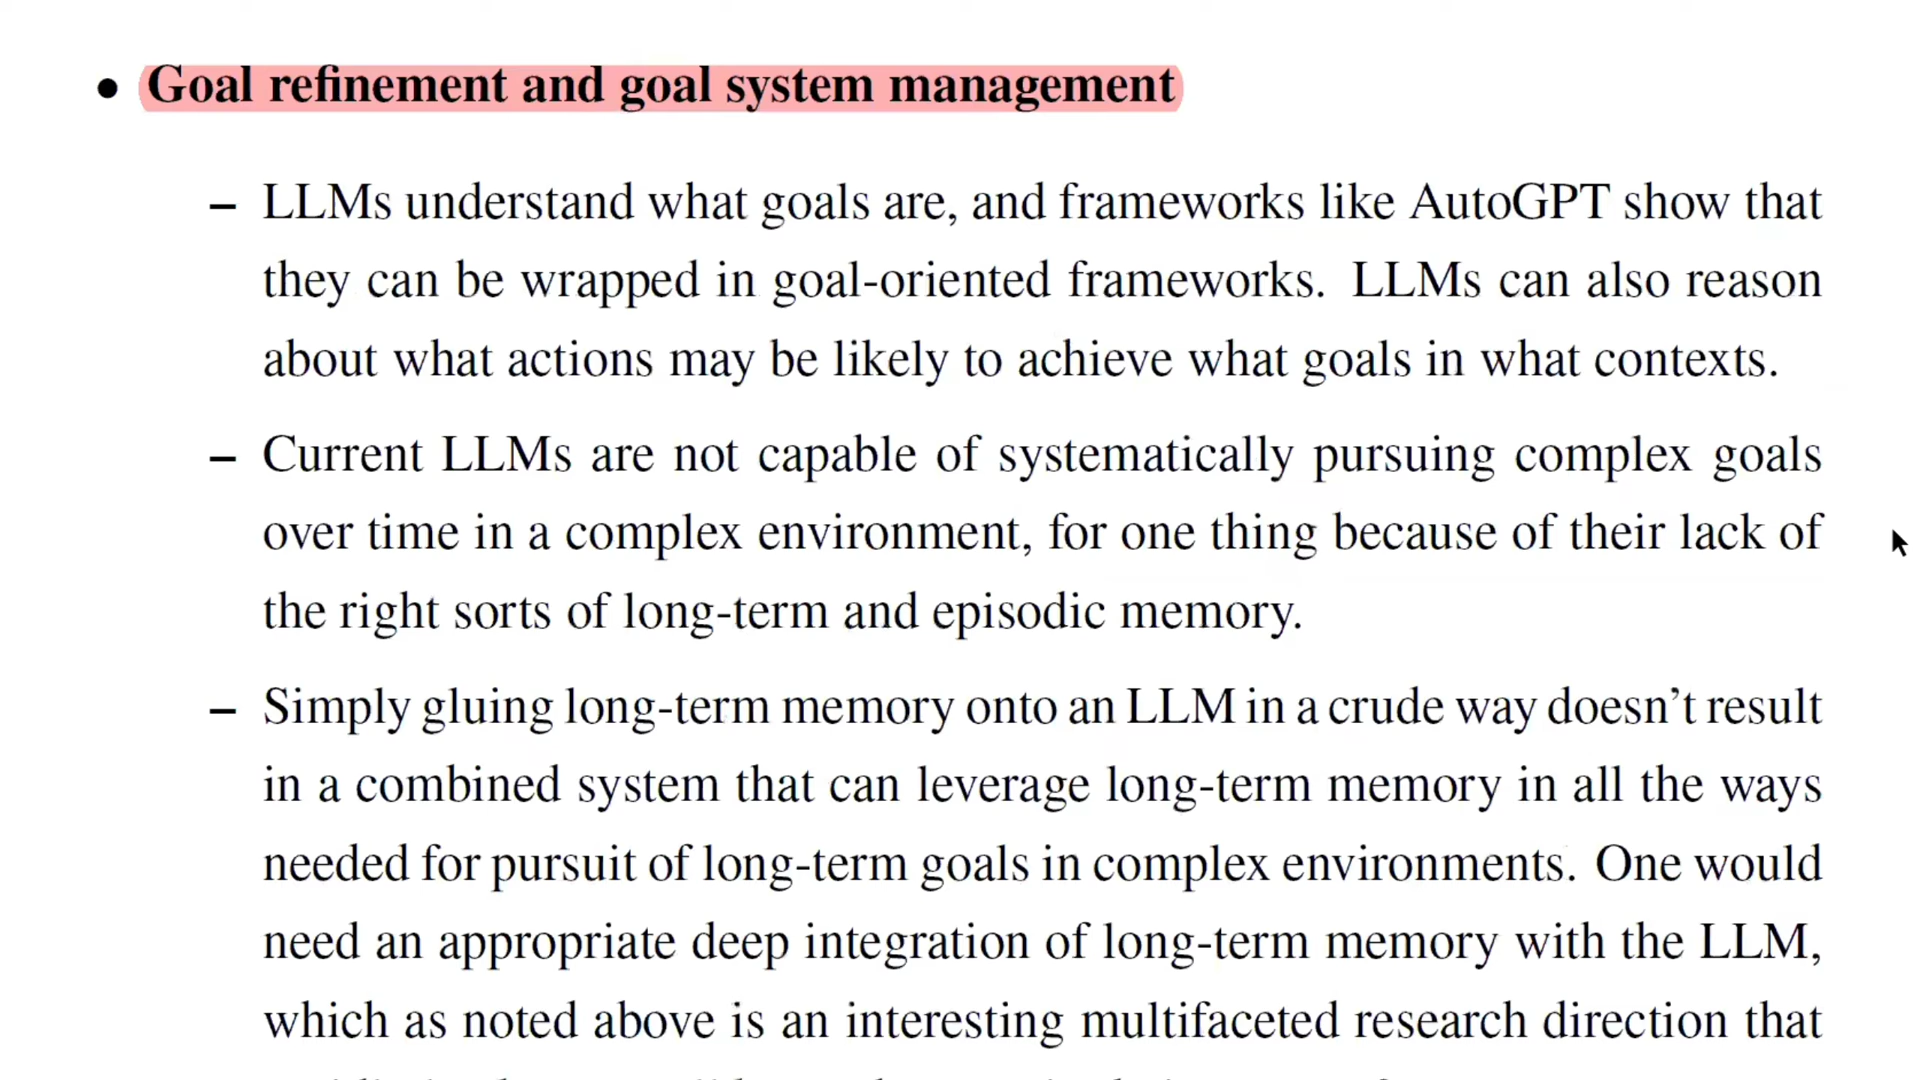 • Goal refinement and goal system management
– LLMs understand what goals are, and frameworks like AutoGPT show that
they can be wrapped in goal-oriented frameworks. LLMs can also reason
about what actions may be likely to achieve what goals in what contexts.
– Current LLMs are not capable of systematically pursuing complex goals
over time in a complex environment, for one thing because of their lack of
the right sorts of long-term and episodic memory.
– Simply gluing long-term memory onto an LLM in a crude way doesn’t result
in a combined system that can leverage long-term memory in all the ways
needed for pursuit of long-term goals in complex environments. One would
need an appropriate deep integration of long-term memory with the LLM,
which as noted above is an interesting multifaceted research direction that